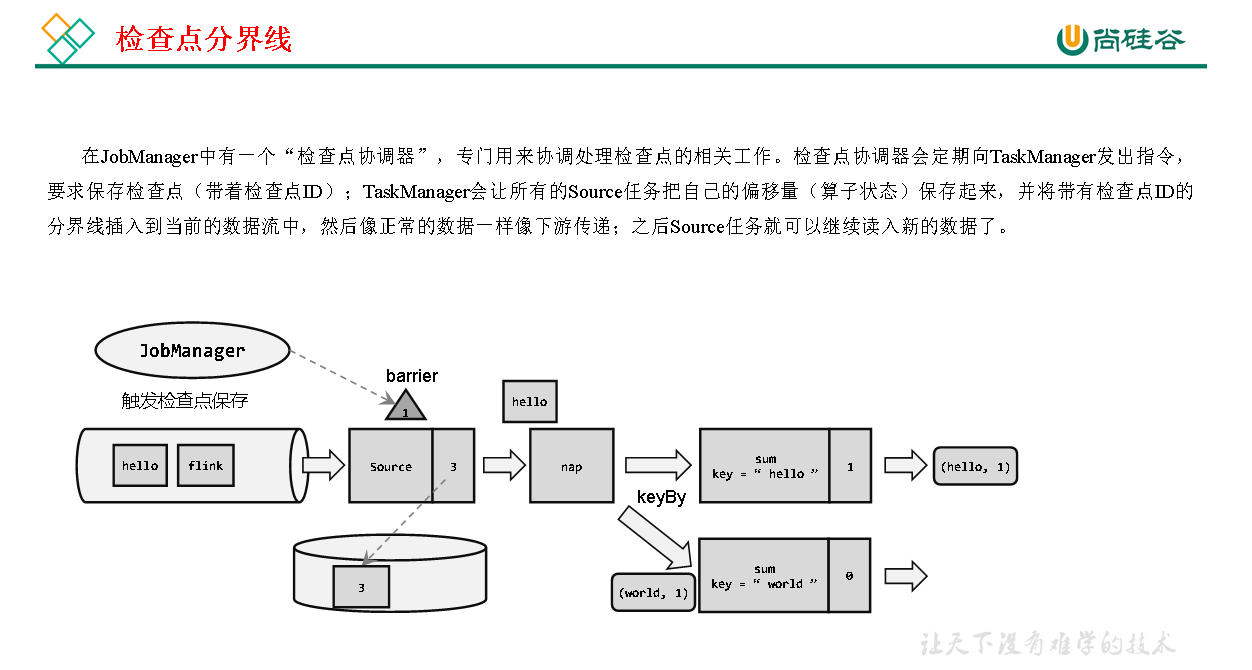 检查点分界线
尚硅谷
在JobManager中有一个“检查点协调器”，专门用来协调处理检查点的相关工作。检查点协调器会定期向TaskManager发出指令，
要求保存检查点（带着检查点ID）；TaskManager会让所有的Source任务把自己的偏移量（算子状态）保存起来，并将带有检查点ID的
分界线插入到当前的数据流中，然后像正常的数据一样像下游传递；之后Source任务就可以继续读入新的数据了。
JobManager
barrier
1
触发检查点保存
hello
hello
flink
Source
3
nap
sum
key = “ hello ”
1
(hello, 1)
keyBy
3
(world, 1)
sum
key = “ world ”
0
让天下没有难学的技术